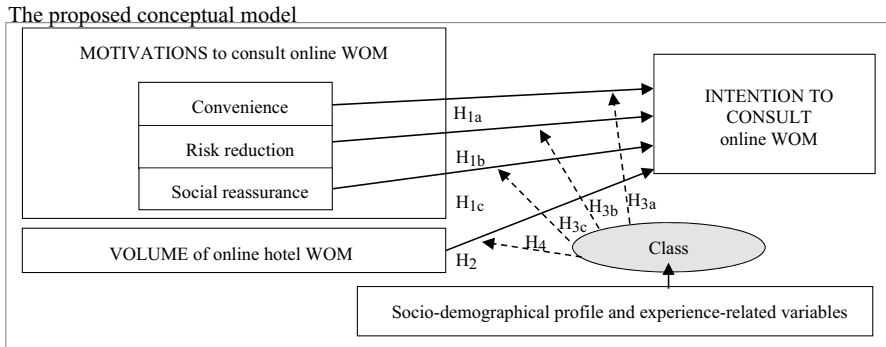 The proposed conceptual model
MOTIVATIONS to consult online WOM
Convenience
Risk reduction
Social reassurance
H1a
H1b
H1c
INTENTION TO
CONSULT
online WOM
H3a
H3b
H3c
H4
H2
VOLUME of online hotel WOM
Class
Socio-demographical profile and experience-related variables